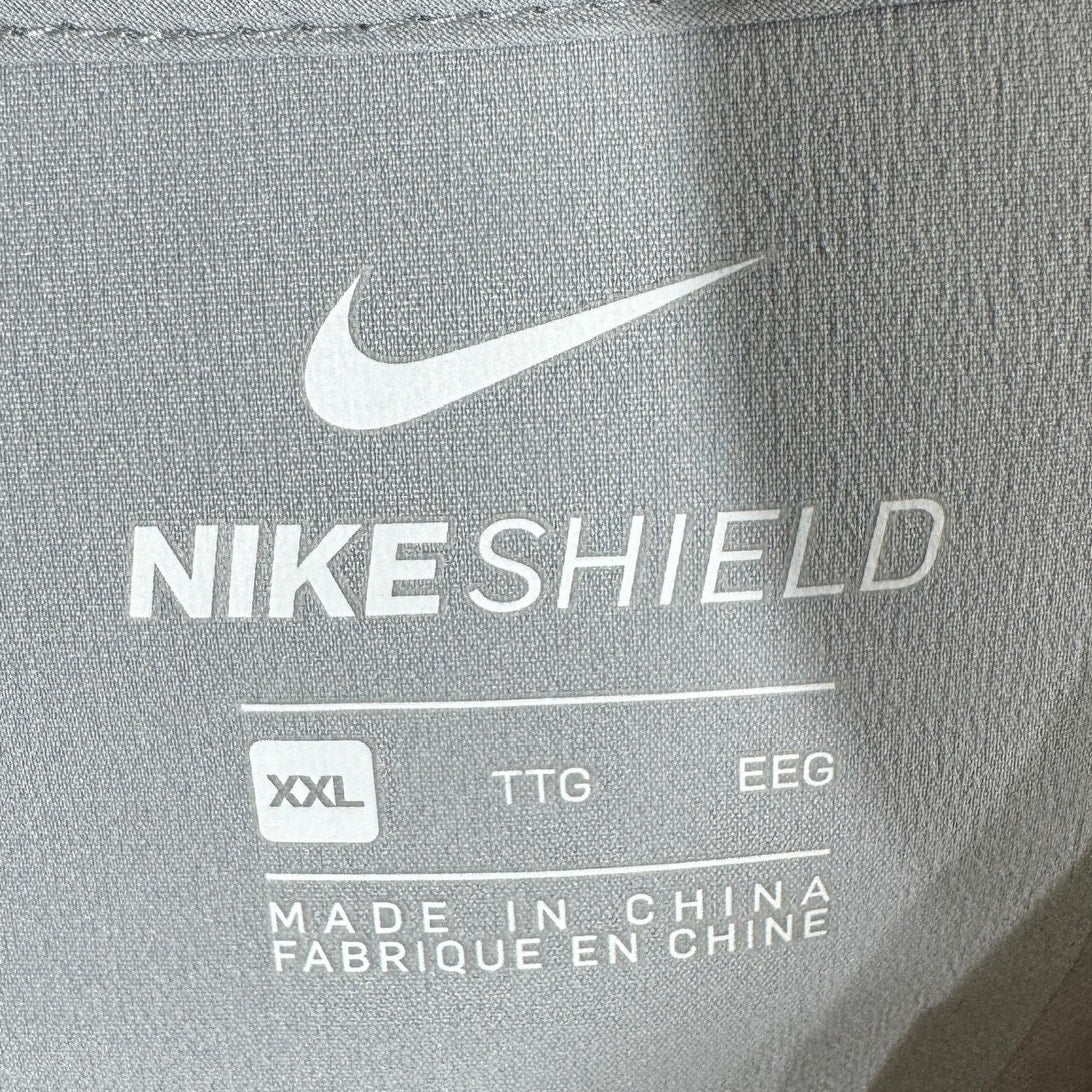 NIKESHIELD
XXL TTG EEG
MADE IN CHINA
FABRIQUE EN CHINE